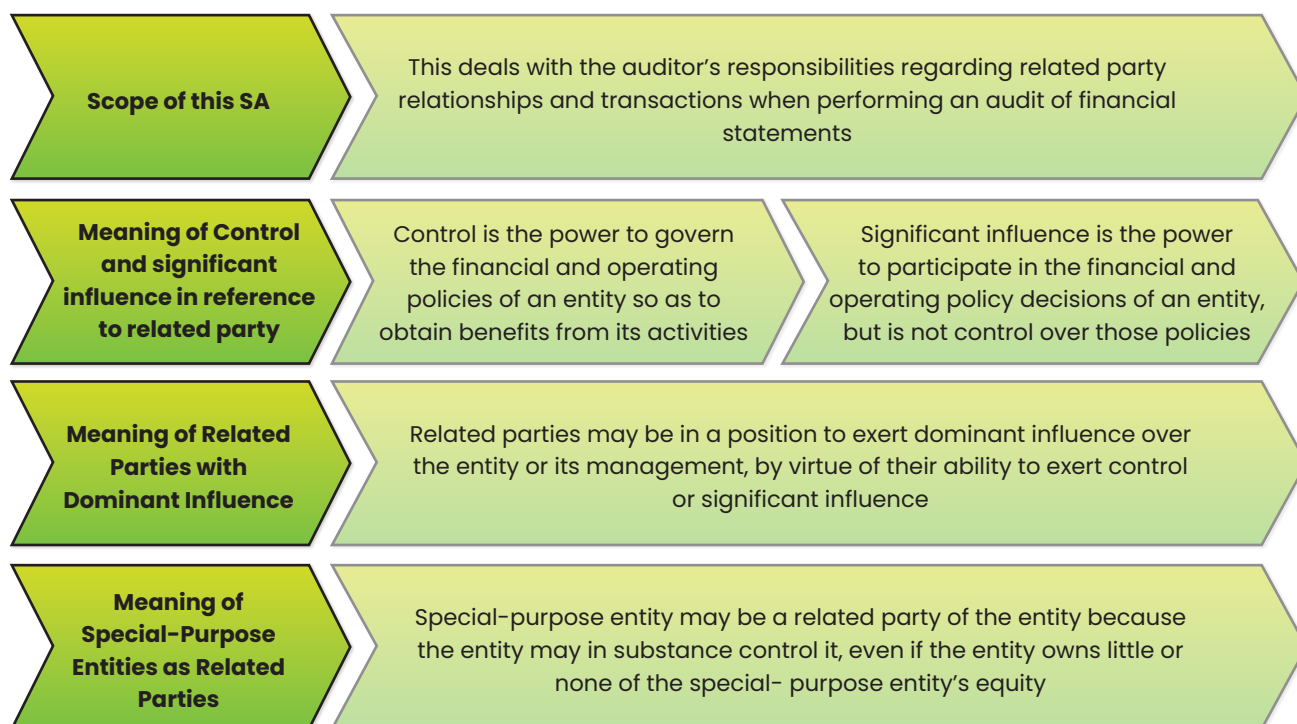 Scope of this SA
This deals with the auditor's responsibilities regarding related party
relationships and transactions when performing an audit of financial
statements
Meaning of Control
and significant
influence in reference
to related party
Control is the power to govern
the financial and operating
policies of an entity so as to
obtain benefits from its activities
Significant influence is the power
to participate in the financial and
operating policy decisions of an entity,
but is not control over those policies
Meaning of Related
Parties with
Dominant Influence
Related parties may be in a position to exert dominant influence over
the entity or its management, by virtue of their ability to exert control
or significant influence
Meaning of
Special-Purpose
Entities as Related
Parties
Special-purpose entity may be a related party of the entity because
the entity may in substance control it, even if the entity owns little or
none of the special- purpose entity's equity